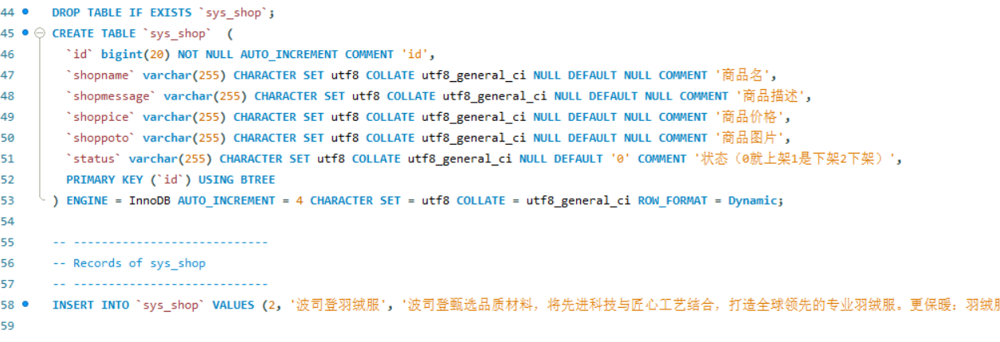 44 DROP TABLE IF EXISTS `sys_shop`;
45 CREATE TABLE `sys_shop`  (
46 `id` bigint(20) NOT NULL AUTO_INCREMENT COMMENT 'id',
47 `shopname` varchar(255) CHARACTER SET utf8 COLLATE utf8_general_ci NULL DEFAULT NULL COMMENT '商品名',
48 `shopmessage` varchar(255) CHARACTER SET utf8 COLLATE utf8_general_ci NULL DEFAULT NULL COMMENT '商品描述',
49 `shoppice` varchar(255) CHARACTER SET utf8 COLLATE utf8_general_ci NULL DEFAULT NULL COMMENT '商品价格',
50 `shoppoto` varchar(255) CHARACTER SET utf8 COLLATE utf8_general_ci NULL DEFAULT NULL COMMENT '商品图片',
51 `status` varchar(255) CHARACTER SET utf8 COLLATE utf8_general_ci NULL DEFAULT '0' COMMENT '状态（0就上架1是下架2下架）',
52 PRIMARY KEY (`id`) USING BTREE
53 ) ENGINE = InnoDB AUTO_INCREMENT = 4 CHARACTER SET = utf8 COLLATE = utf8_general_ci ROW_FORMAT = Dynamic;
54
55 -- ----------------------------
56 -- Records of sys_shop
57 -- ----------------------------
58 INSERT INTO `sys_shop` VALUES (2, '波司登羽绒服', '波司登甄选品质材料，将先进科技与匠心工艺结合，打造全球领先的专业羽绒服。更保暖：羽绒服
59